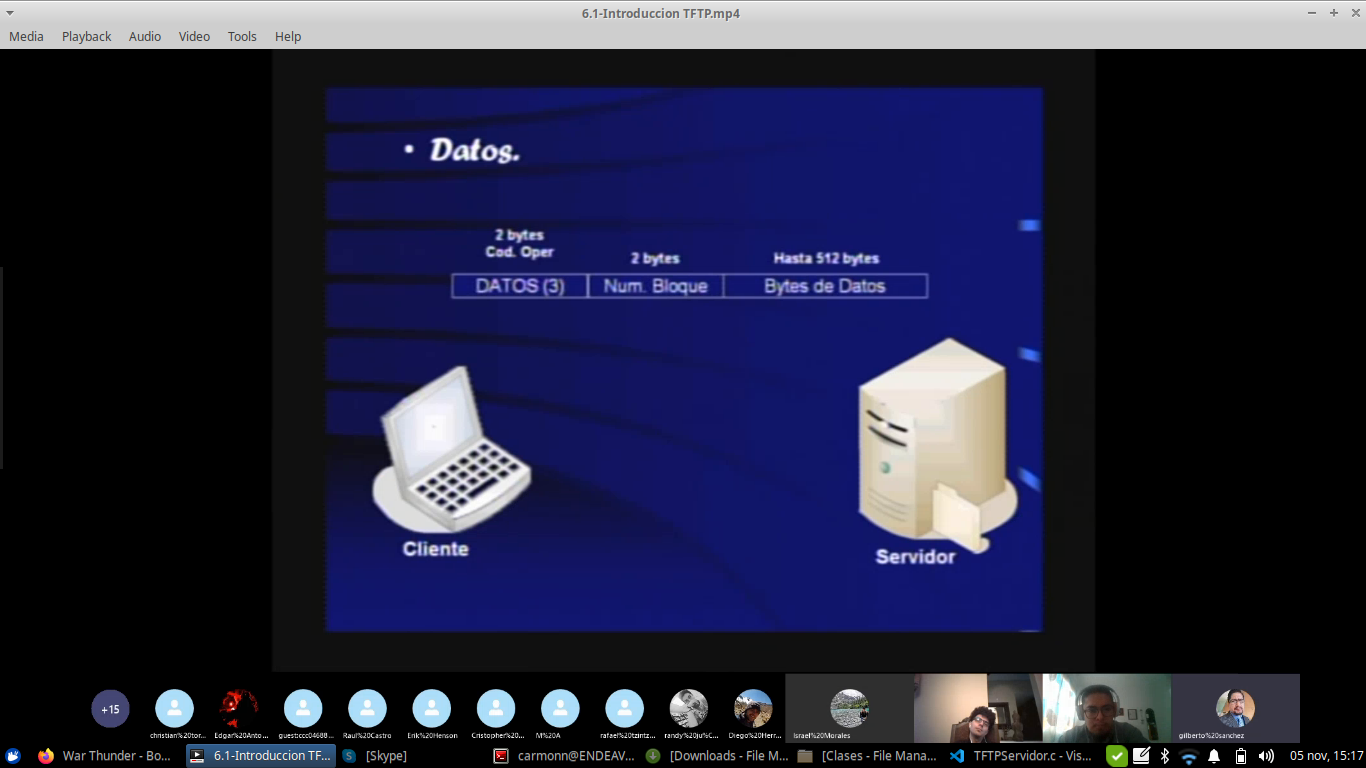 6.1-Introduccion TFTP.mp4
Media Playback Audio Video Tools Help
• Datos.
2 bytes
Cod. Oper
2 bytes
Hasta 512 bytes
DATOS (3) Num. Bloque Bytes de Datos
Cliente
Servidor
+15
christian%20tor...
Edgar%20Anto...
guestccc04688...
Raul%20Castro
Erik%20Henson
Cristopher%20...
M%20A
rafael%20tzintz...
randy%20ju%C...
Diego%20Herr...
Israel%20Morales
gilberto%20sanchez
War Thunder - Bo...
6.1-Introduccion TF...
[Skype]
carmonn@ENDEAV...
[Downloads - File M...
[Clases - File Mana...
TFTPServidor.c - Vis...
05 nov, 15:17